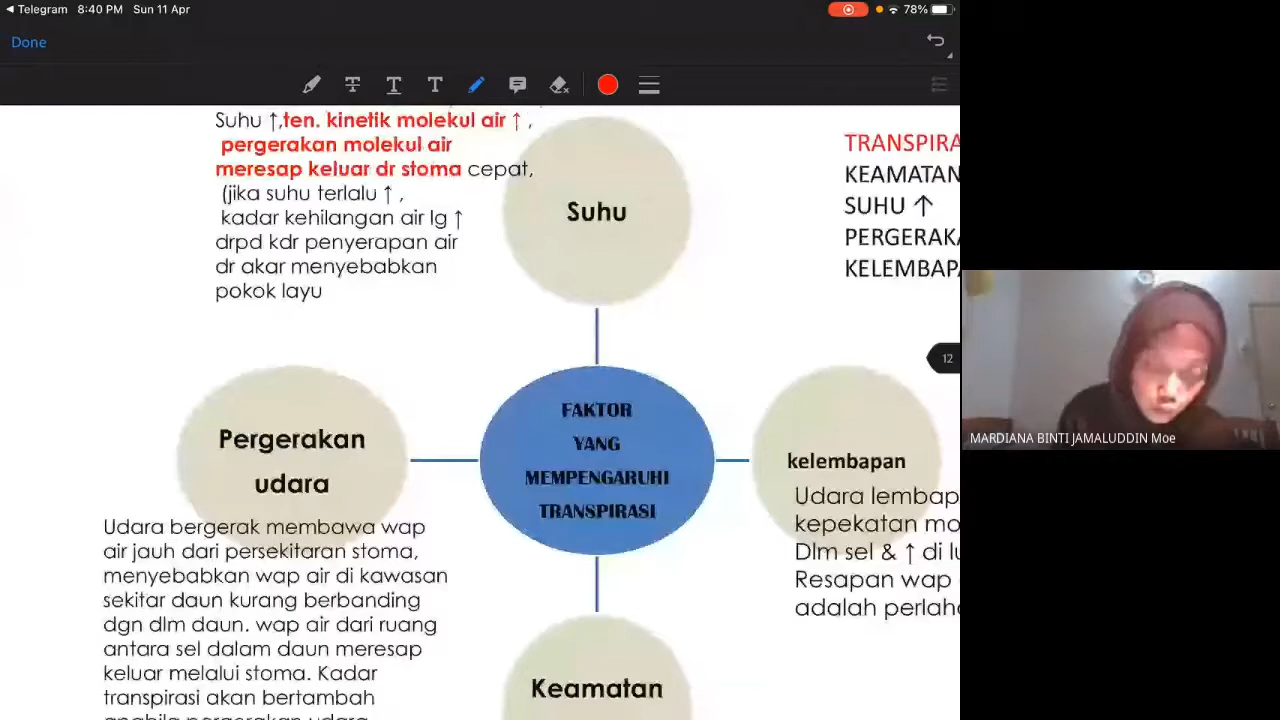 Telegram 8:40 PM Sun 11 Apr
78%
Done
Suhu ↑,ten. kinetik molekul air ↑ ,
pergerakan molekul air
meresap keluar dr stoma cepat,
(jika suhu terlalu ↑ ,
kadar kehilangan air lg ↑
drpd kdr penyerapan air
dr akar menyebabkan
pokok layu
Suhu
TRANSPIRA
KEAMATAN
SUHU ↑
PERGERAKA
KELEMBAPA
12
Pergerakan
udara
FAKTOR
YANG
MEMPENGARUHI
TRANSPIRASI
kelembapan
Udara lembap
kepekatan mo
Dlm sel & ↑ di lu
Resapan wap
adalah perlaha
Udara bergerak membawa wap
air jauh dari persekitaran stoma,
menyebabkan wap air di kawasan
sekitar daun kurang berbanding
dgn dlm daun. wap air dari ruang
antara sel dalam daun meresap
keluar melalui stoma. Kadar
transpirasi akan bertambah
apabila pergerakan udara
Keamatan
MARDIANA BINTI JAMALUDDIN Moe